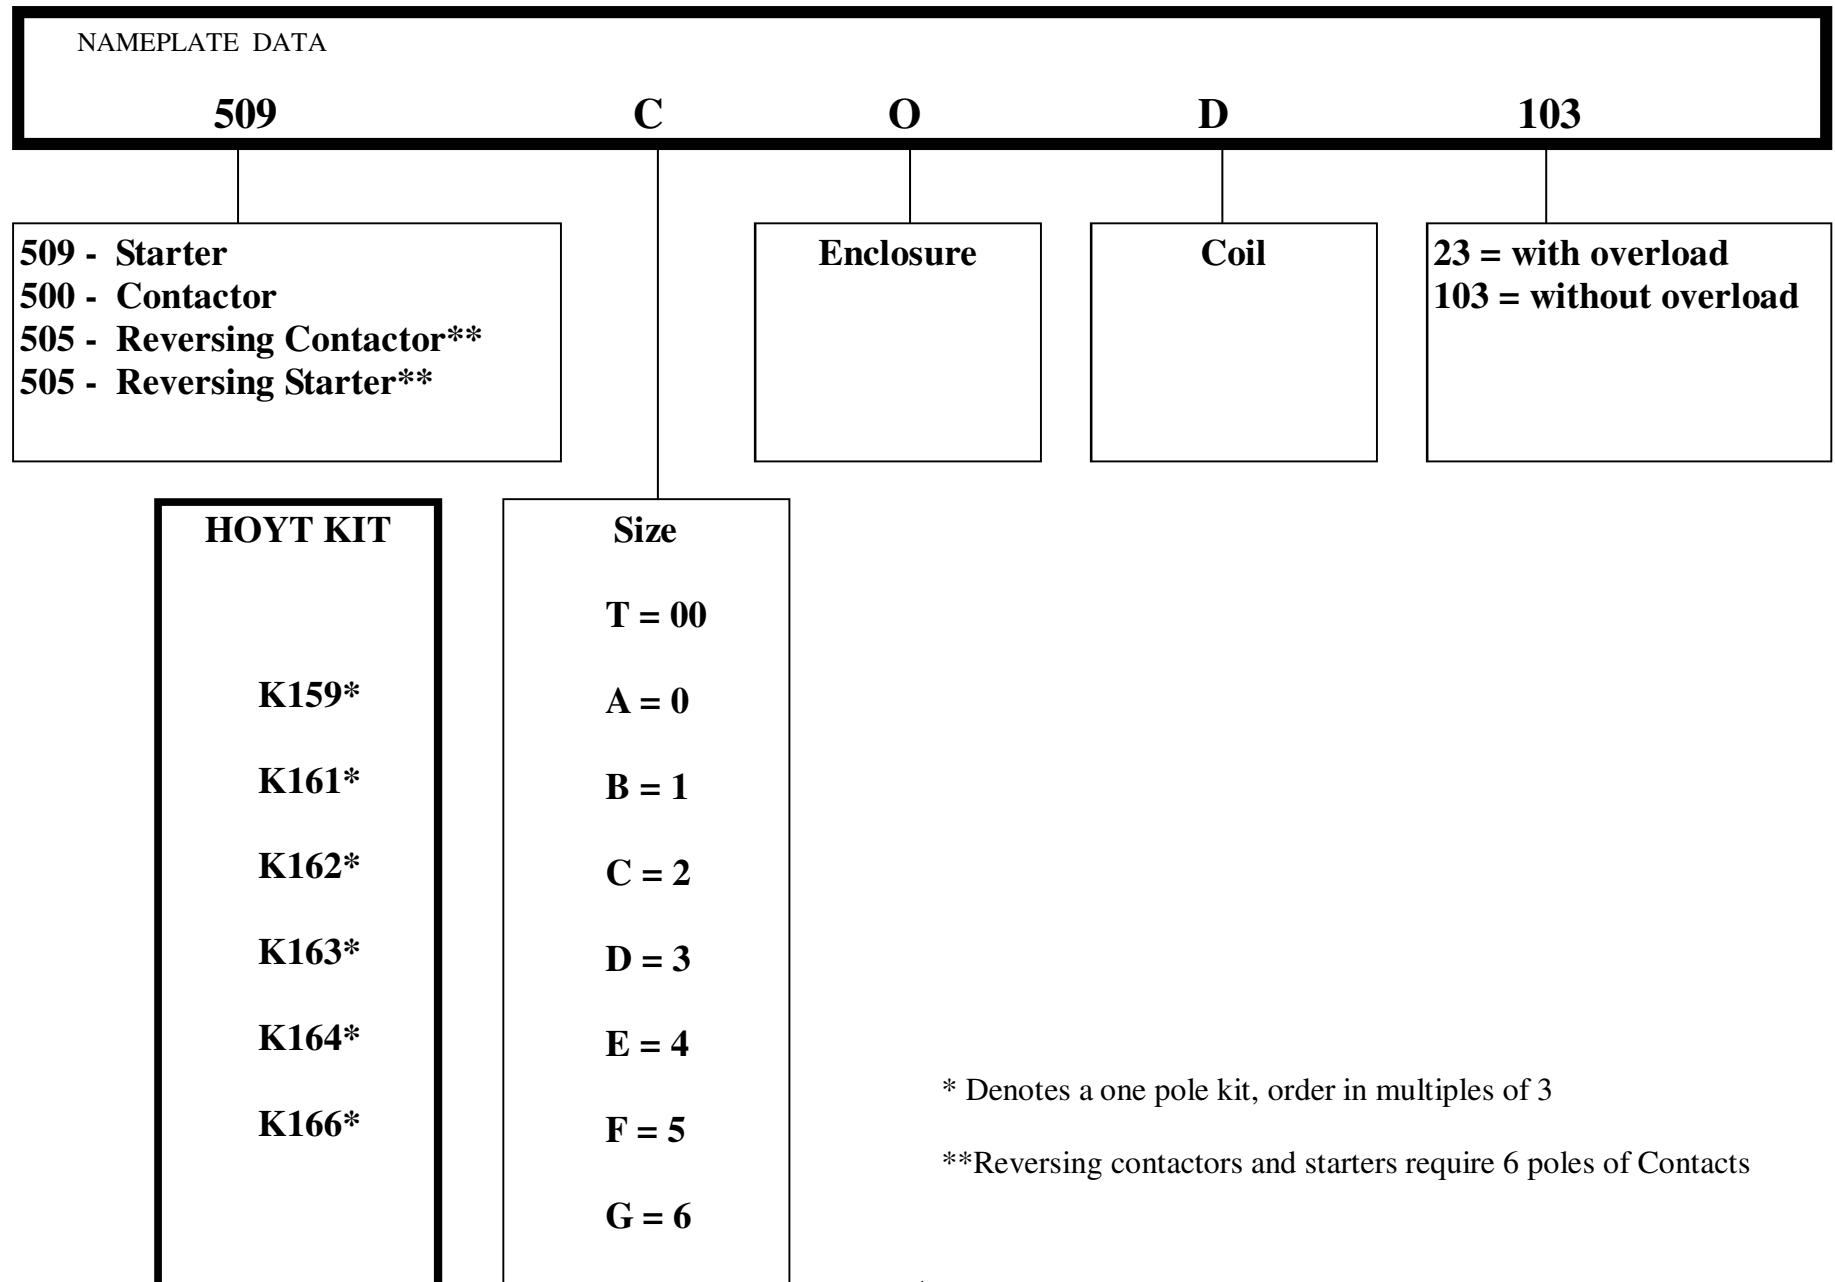 NAMEPLATE DATA
509 C O D 103
509 - Starter
500 - Contactor
505 - Reversing Contactor**
505 - Reversing Starter**
Enclosure
Coil
23 = with overload
103 = without overload
HOYT KIT
K159*
K161*
K162*
K163*
K164*
K166*
Size
T = 00
A = 0
B = 1
C = 2
D = 3
E = 4
F = 5
G = 6
* Denotes a one pole kit, order in multiples of 3
**Reversing contactors and starters require 6 poles of Contacts